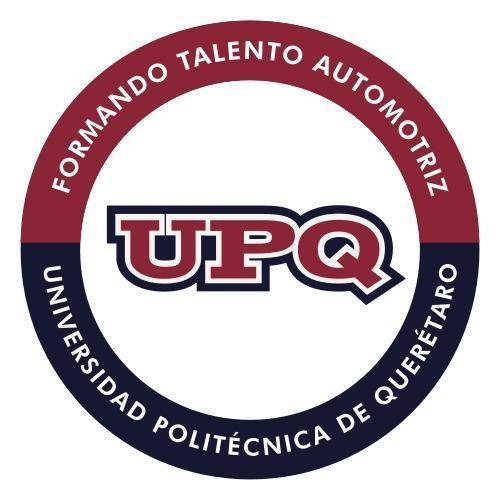 FORMANDO TALENTO AUTOMOTRIZ
UPQ
UNIVERSIDAD POLITÉCNICA DE QUERÉTARO